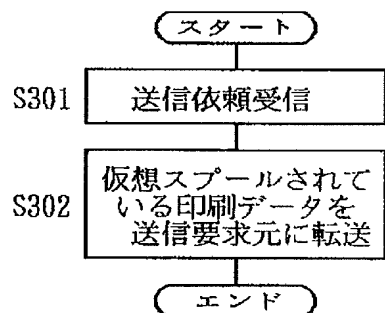 スタート
S301
送信依頼受信
S302
仮想スプールされて
いる印刷データを
送信要求元に転送
エンド